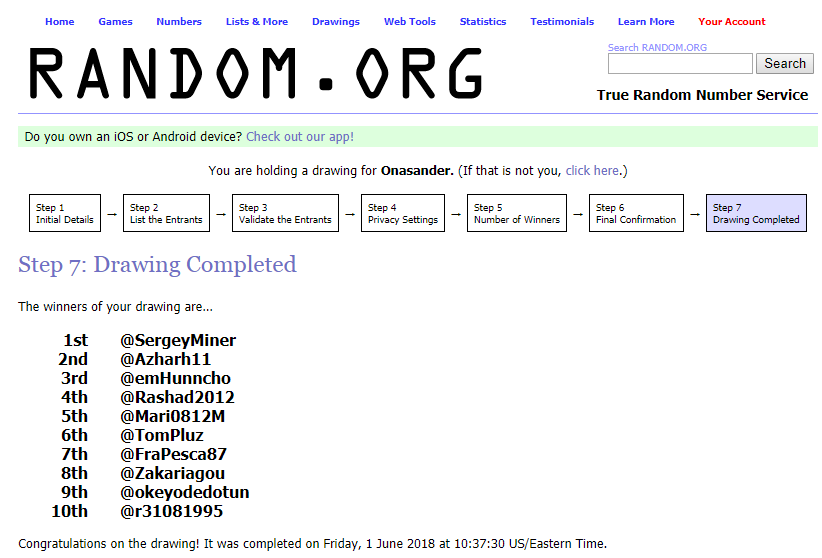 Home Games Numbers Lists & More Drawings Web Tools Statistics Testimonials Learn More Your Account
RANDOM.ORG
Search RANDOM.ORG
Search
True Random Number Service
Do you own an iOS or Android device? Check out our app!
You are holding a drawing for Onasander. (If that is not you, click here.)
Step 1
Initial Details
→
Step 2
List the Entrants
→
Step 3
Validate the Entrants
→
Step 4
Privacy Settings
→
Step 5
Number of Winners
→
Step 6
Final Confirmation
→
Step 7
Drawing Completed
Step 7: Drawing Completed
The winners of your drawing are...
1st @SergeyMiner
2nd @Azharh11
3rd @emHunncho
4th @Rashad2012
5th @Mari0812M
6th @TomPluz
7th @FraPesca87
8th @Zakariagou
9th @okeyodedotun
10th @r31081995
Congratulations on the drawing! It was completed on Friday, 1 June 2018 at 10:37:30 US/Eastern Time.